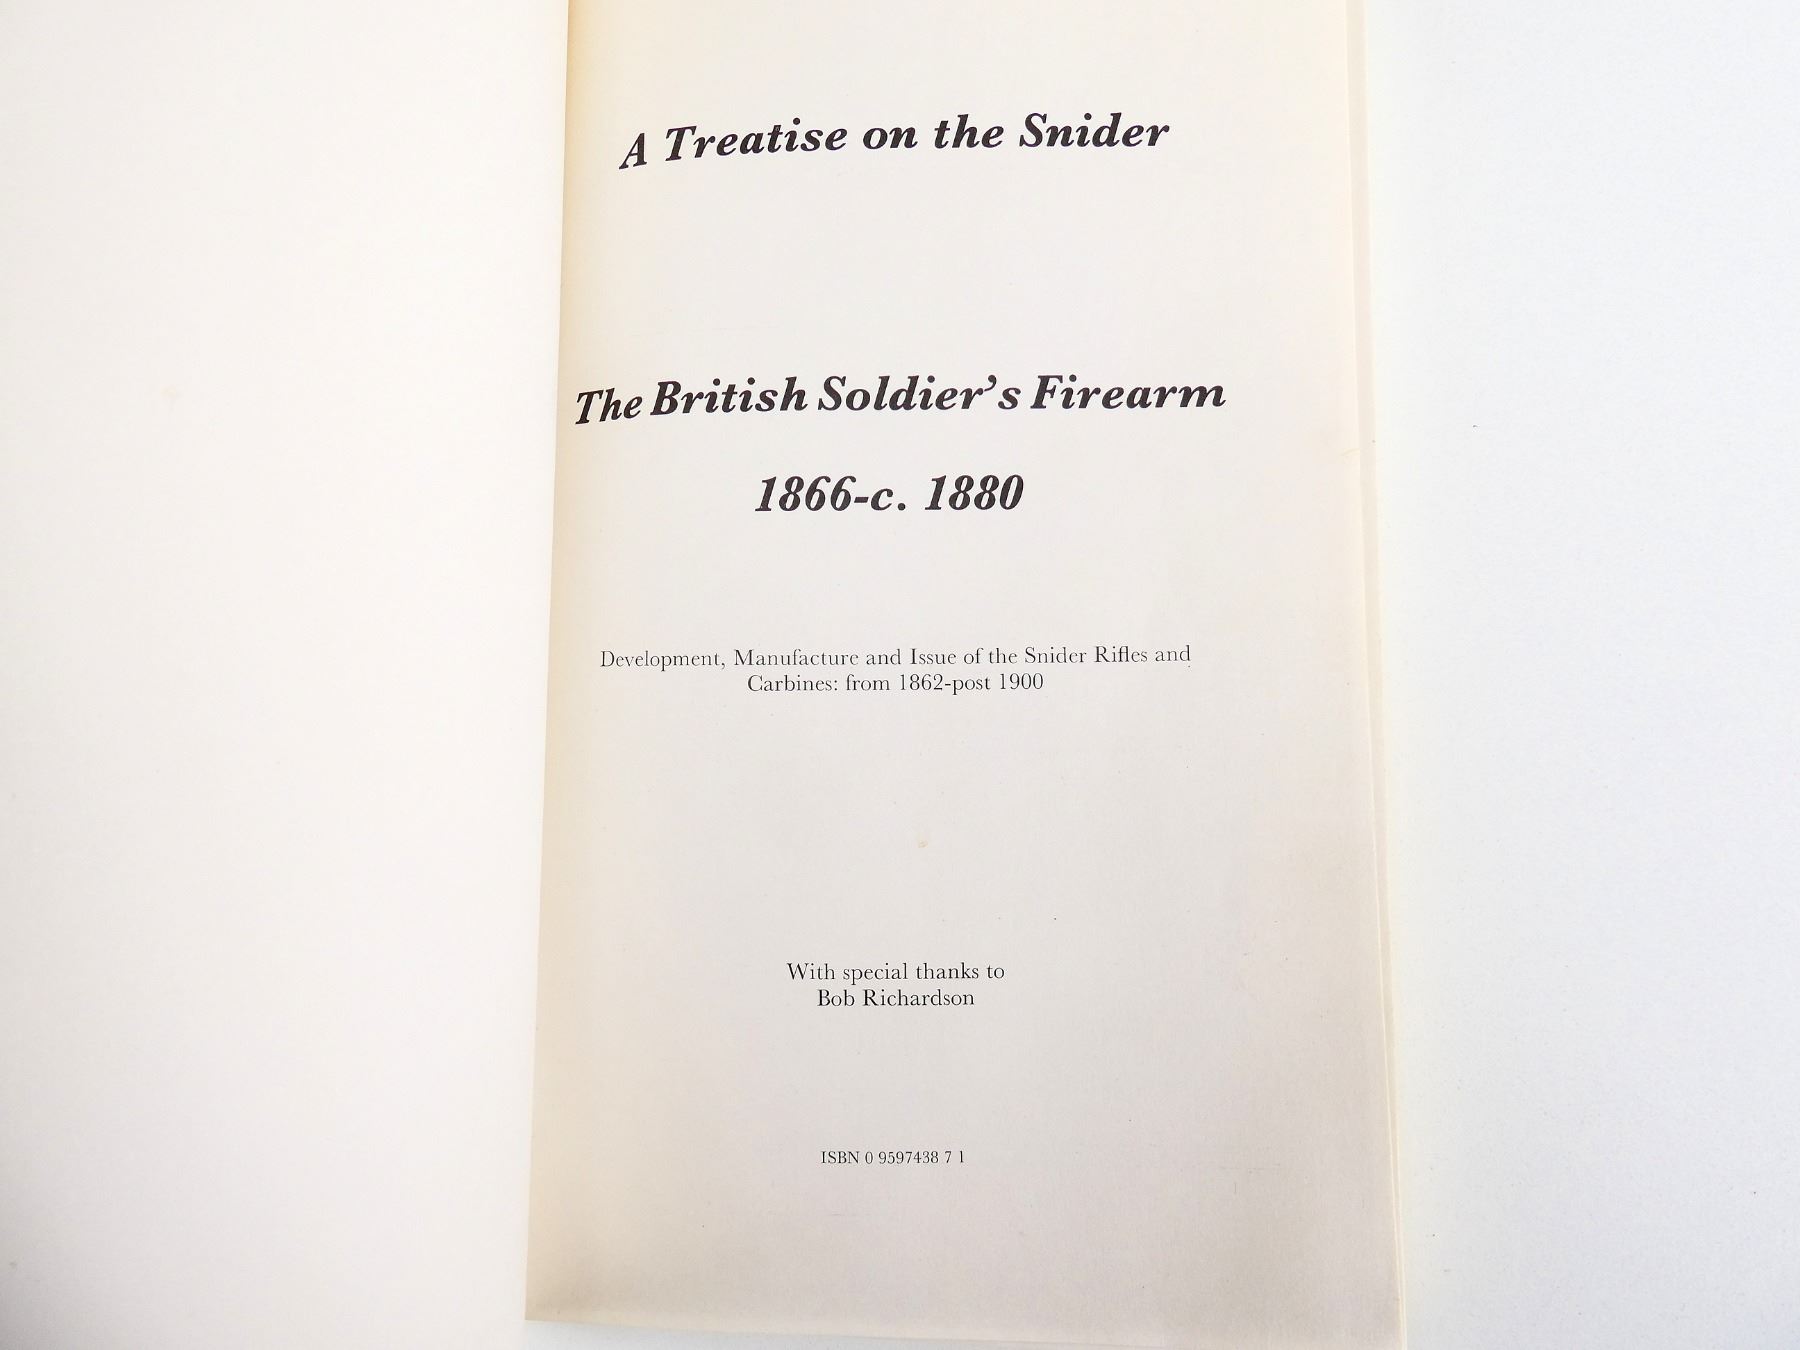 A Treatise on the Snider
The British Soldier's Firearm
1866-c. 1880
Development, Manufacture and Issue of the Snider Rifles and
Carbines: from 1862-post 1900
With special thanks to
Bob Richardson
ISBN 0 9597438 7 1